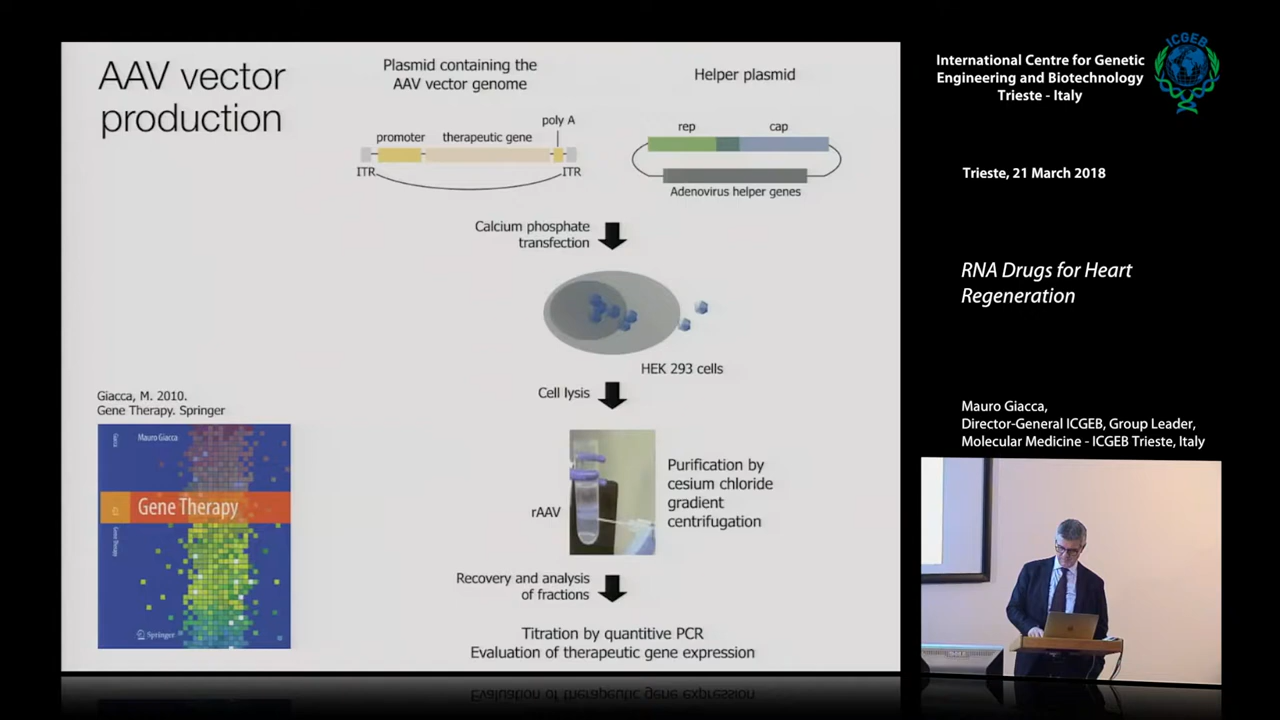 AAV vector
production
Plasmid containing the
AAV vector genome
Helper plasmid
poly A
promoter
therapeutic gene
ITR
ITR
rep
cap
Adenovirus helper genes
Calcium phosphate
transfection
HEK 293 cells
Cell lysis
rAAV
Purification by
cesium chloride
gradient
centrifugation
Recovery and analysis
of fractions
Titration by quantitive PCR
Evaluation of therapeutic gene expression
Giacca, M. 2010.
Gene Therapy. Springer
Giacca
Mauro Giacca
Gene Therapy
Gene Therapy
Springer
International Centre for Genetic
Engineering and Biotechnology
Trieste - Italy
ICGEB
Trieste, 21 March 2018
RNA Drugs for Heart
Regeneration
Mauro Giacca,
Director-General ICGEB, Group Leader,
Molecular Medicine - ICGEB Trieste, Italy